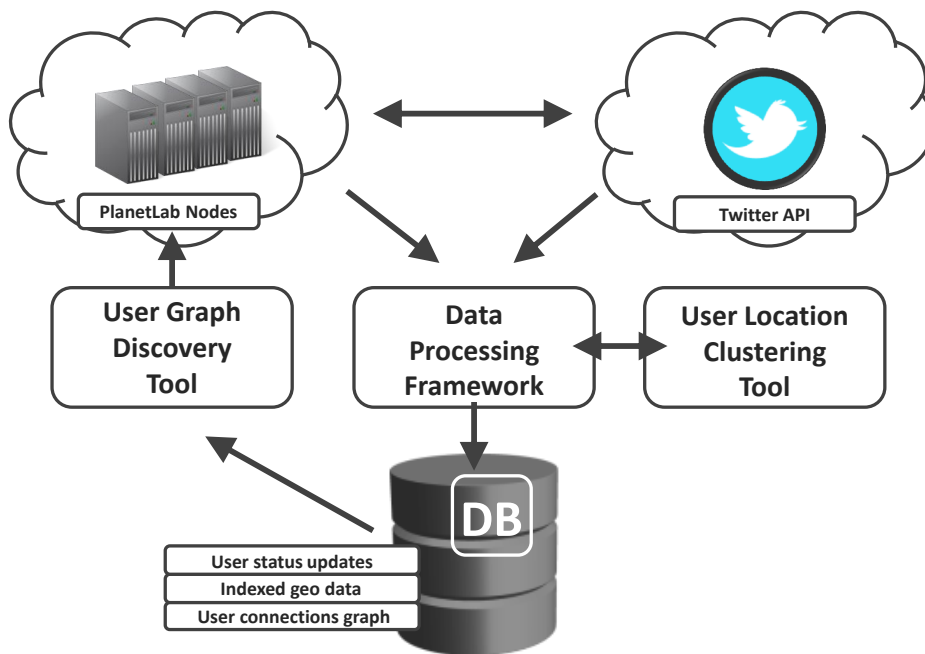 PlanetLab Nodes
Twitter API
User Graph
Discovery
Tool
Data
Processing
Framework
User Location
Clustering
Tool
DB
User status updates
Indexed geo data
User connections graph